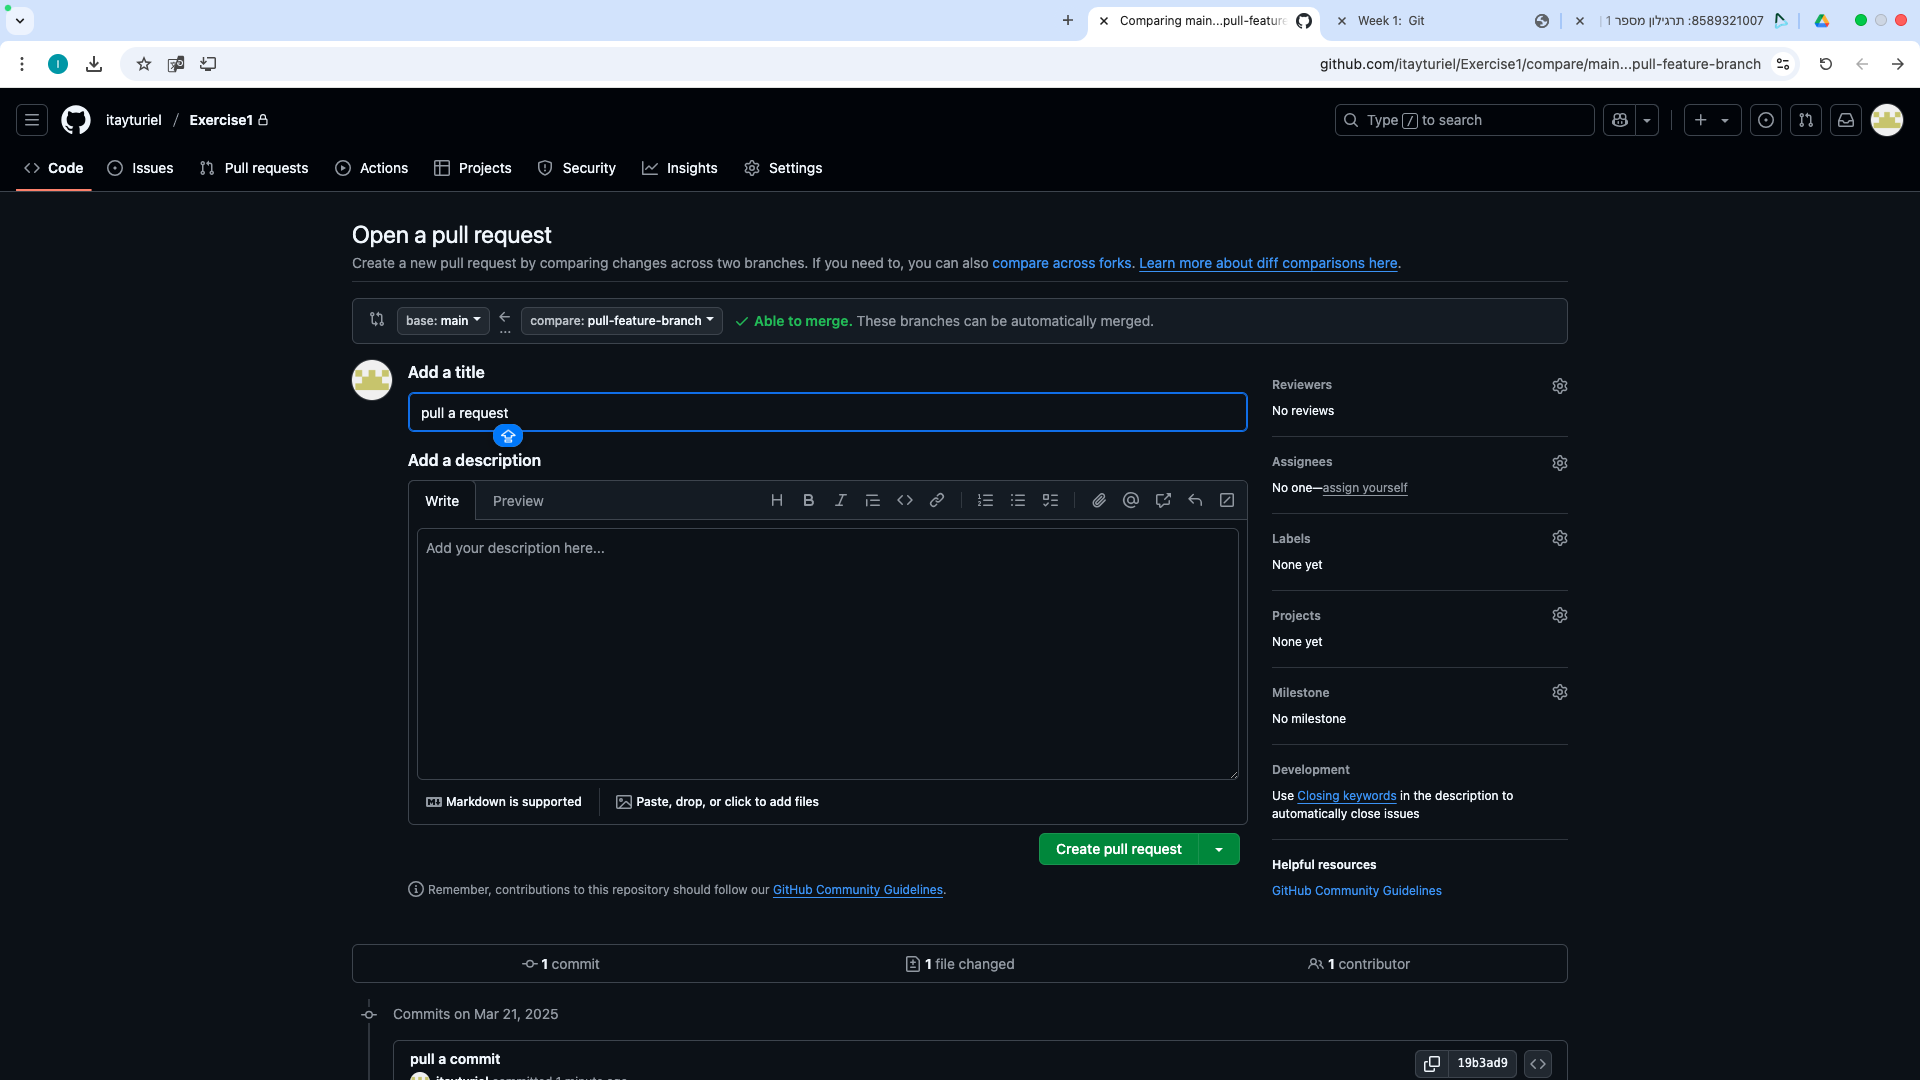 Comparing main...pull-feature
Week 1: Git
8589321007: תרגילון מספר 1
I
github.com/itayturiel/Exercise1/compare/main...pull-feature-branch
itayturiel / Exercise1
Type / to search
Code Issues Pull requests Actions Projects Security Insights Settings
Open a pull request
Create a new pull request by comparing changes across two branches. If you need to, you can also compare across forks. Learn more about diff comparisons here.
base: main
compare: pull-feature-branch
Able to merge. These branches can be automatically merged.
Add a title
pull a request
Add a description
Write Preview
Add your description here...
Markdown is supported
Paste, drop, or click to add files
Create pull request
Remember, contributions to this repository should follow our GitHub Community Guidelines.
Reviewers
No reviews
Assignees
No one—assign yourself
Labels
None yet
Projects
None yet
Milestone
No milestone
Development
Use Closing keywords in the description to
automatically close issues
Helpful resources
GitHub Community Guidelines
1 commit
1 file changed
1 contributor
Commits on Mar 21, 2025
pull a commit
19b3ad9
itayturiel committed 1 minute ago